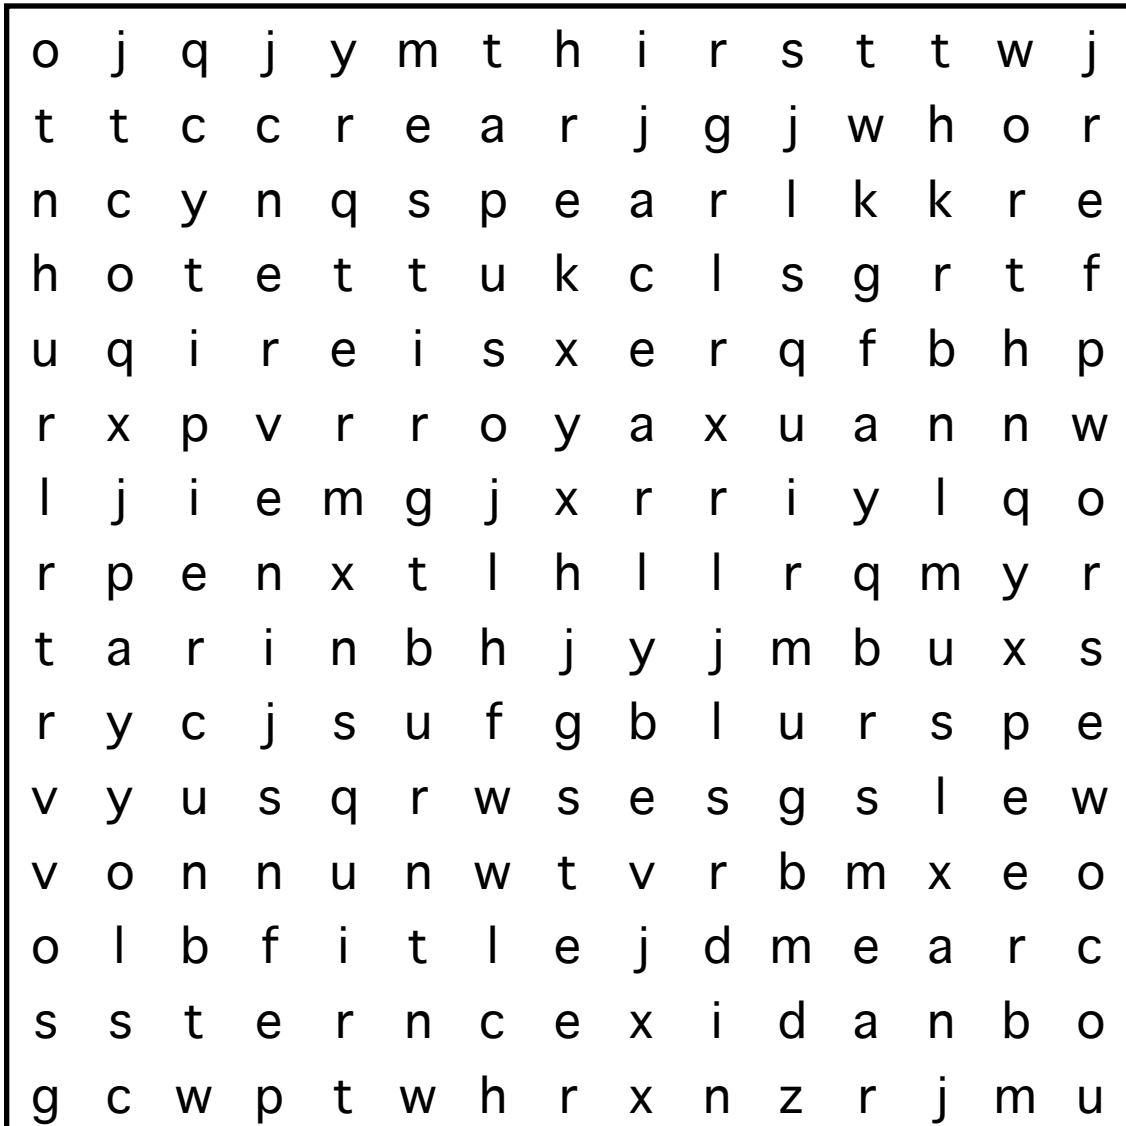 o j q j y m t h i r s t t w j
t t c c r e a r j g j w h o r
n c y n q s p e a r l k k r e
h o t e t t u k c l s g r t f
u q i r e i s x e r q f b h p
r x p v r r o y a x u a n n w
l j i e m g j x r r i y l q o
r p e n x t l h l l r q m y r
t a r i n b h j y j m b u x s
r y c j s u f g b l u r s p e
v y u s q r w s e s g s l e w
v o n n u n w t v r b m x e o
o l b f i t l e j d m e a r c
s s t e r n c e x i d a n b o
g c w p t w h r x n z r j m u